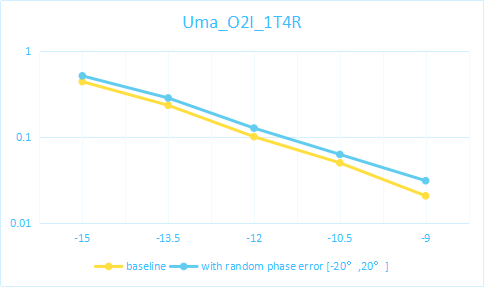 Uma_O2I_1T4R
1
0.1
0.01
-15 -13.5 -12 -10.5 -9
baseline with random phase error [-20°,20°]